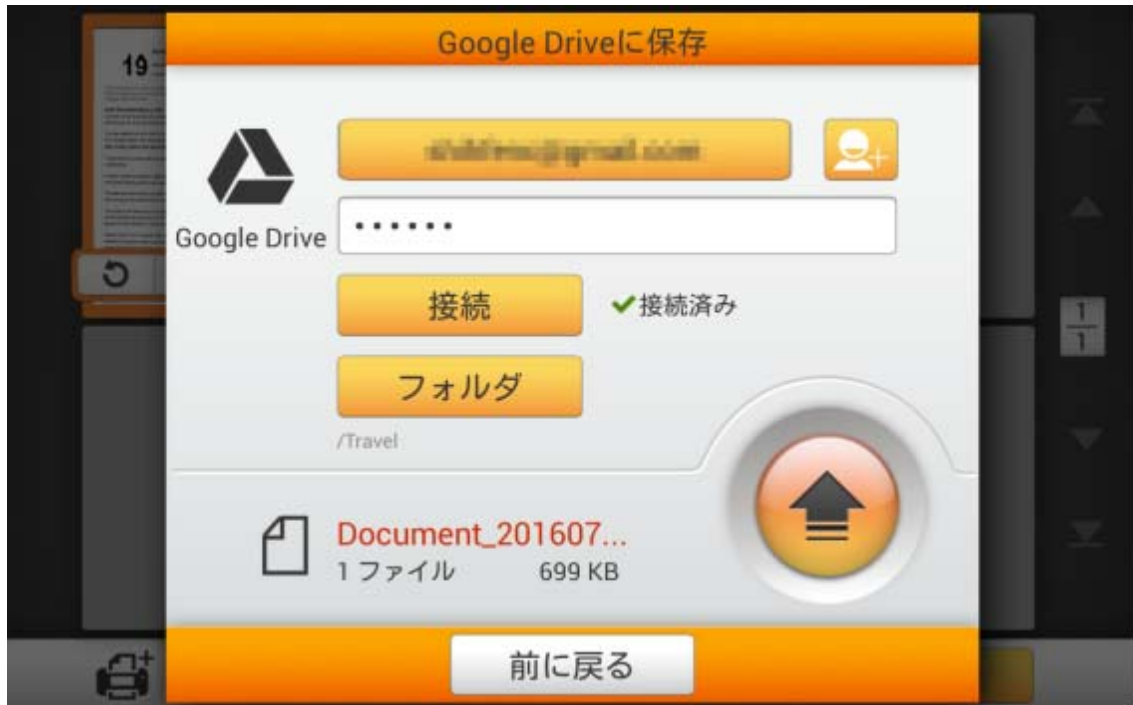 Google Driveに保存
19
Google Drive
••••••
接続
✔接続済み
フォルダ
/Travel
1
1
Document_201607...
1 ファイル 699 KB
前に戻る